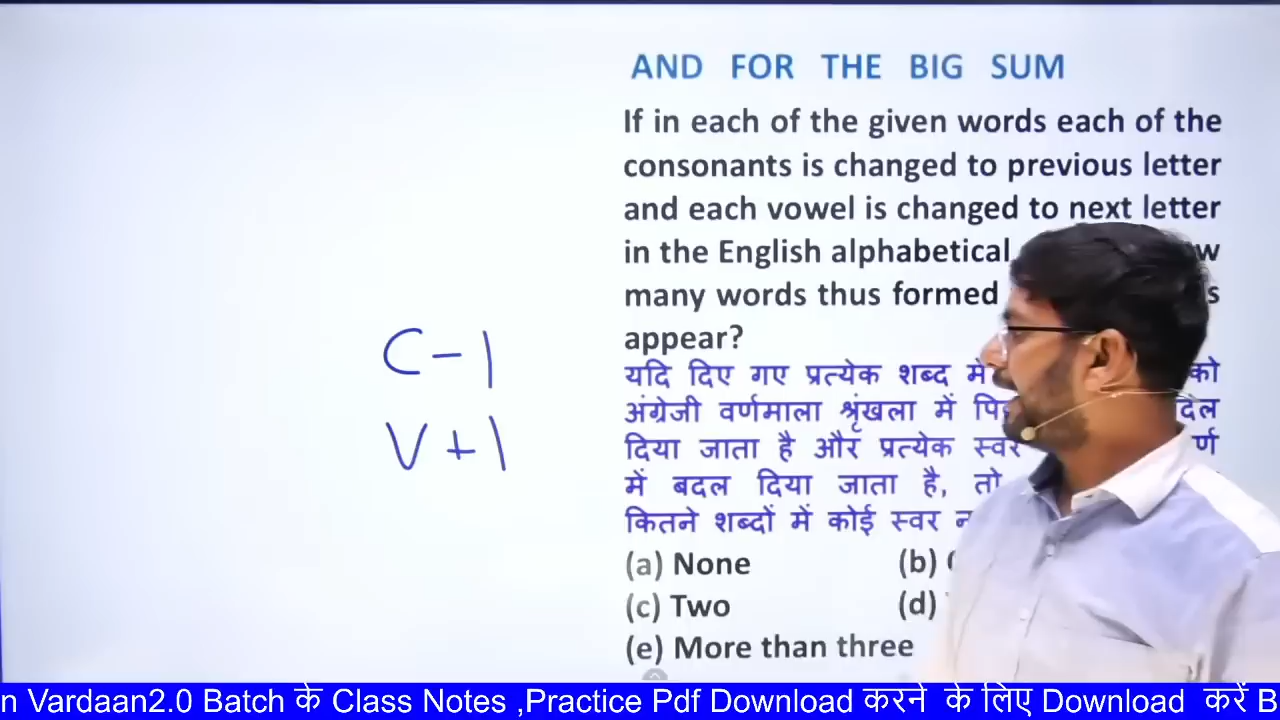 AND FOR THE BIG SUM
If in each of the given words each of the
consonants is changed to previous letter
and each vowel is changed to next letter
in the English alphabetical
many words thus formed
appear?
यदि दिए गए प्रत्येक शब्द में को
अंग्रेजी वर्णमाला श्रृंखला में
दिया जाता है और प्रत्येक स्वर
में बदल दिया जाता है, तो
कितने शब्दों में कोई स्वर
(a) None (b)
(c) Two (d)
(e) More than three
C-1
V+1
n Vardaan2.0 Batch के Class Notes ,Practice Pdf Download करने के लिए Download करें B